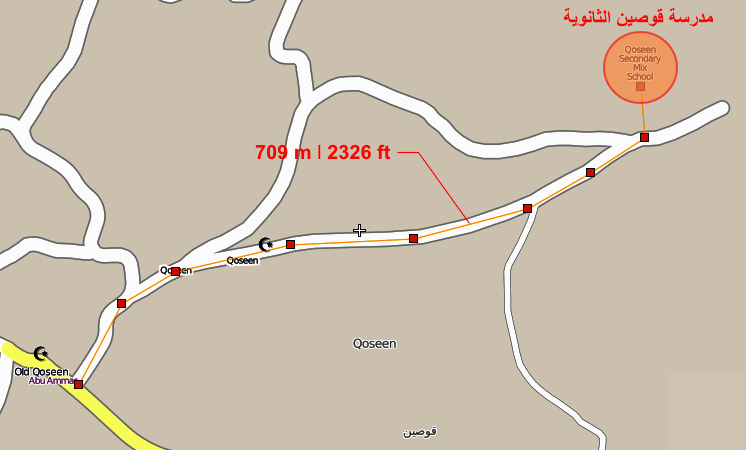 مدرسة قوصين الثانوية
Qoseen
Secondary
Mix
School
709 m | 2326 ft
Qoseen
Qoseen
Qoseen
Old Qoseen
Abu Ammar
قوصين